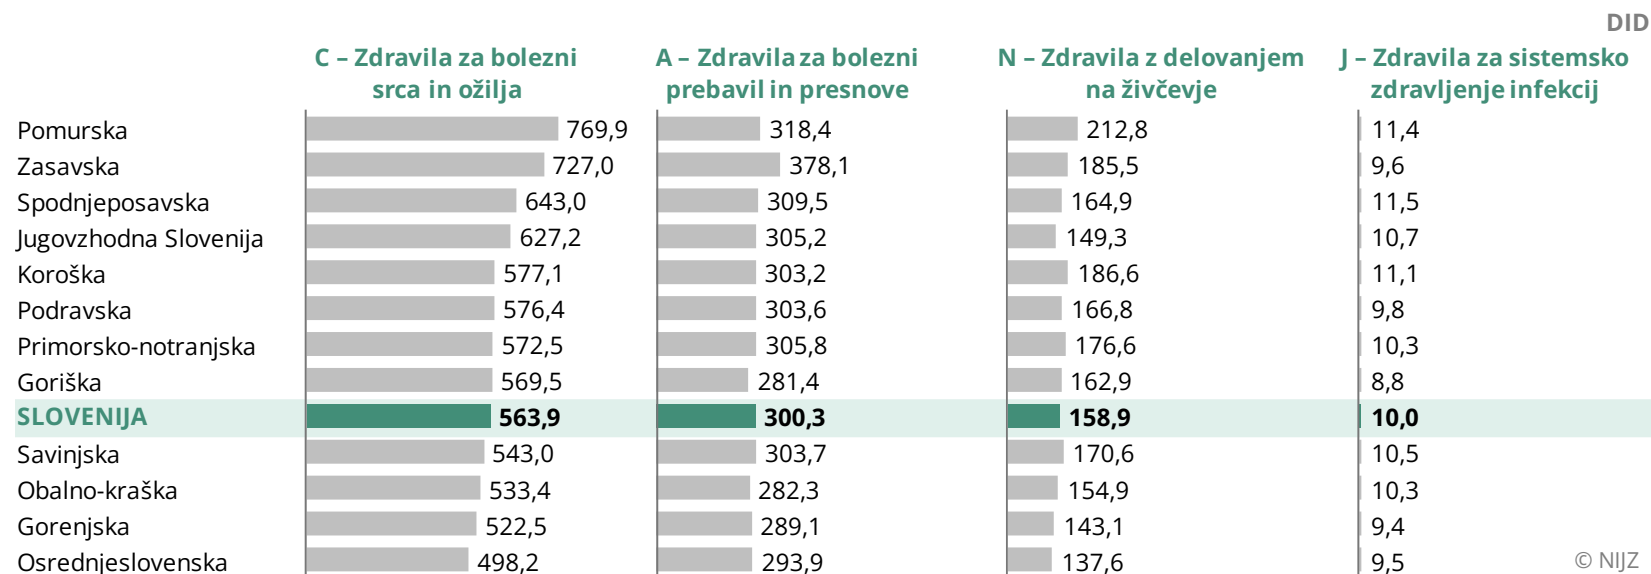 DID
C – Zdravila za bolezni srca in ožilja
A – Zdravila za bolezni prebavil in presnove
N – Zdravila z delovanjem na živčevje
J – Zdravila za sistemsko zdravljenje infekcij
Pomurska 769,9 318,4 212,8 11,4
Zasavska 727,0 378,1 185,5 9,6
Spodnjeposavska 643,0 309,5 164,9 11,5
Jugovzhodna Slovenija 627,2 305,2 149,3 10,7
Koroška 577,1 303,2 186,6 11,1
Podravska 576,4 303,6 166,8 9,8
Primorsko-notranjska 572,5 305,8 176,6 10,3
Goriška 569,5 281,4 162,9 8,8
SLOVENIJA 563,9 300,3 158,9 10,0
Savinjska 543,0 303,7 170,6 10,5
Obalno-kraška 533,4 282,3 154,9 10,3
Gorenjska 522,5 289,1 143,1 9,4
Osrednjeslovenska 498,2 293,9 137,6 9,5
© NIJZ